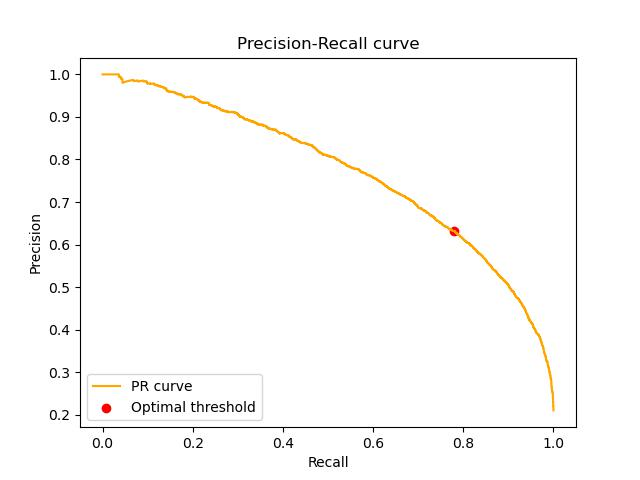 Precision-Recall curve
1.0
0.9
0.8
0.7
0.6
0.5
0.4
0.3
0.2
Precision
PR curve
Optimal threshold
0.0 0.2 0.4 0.6 0.8 1.0
Recall